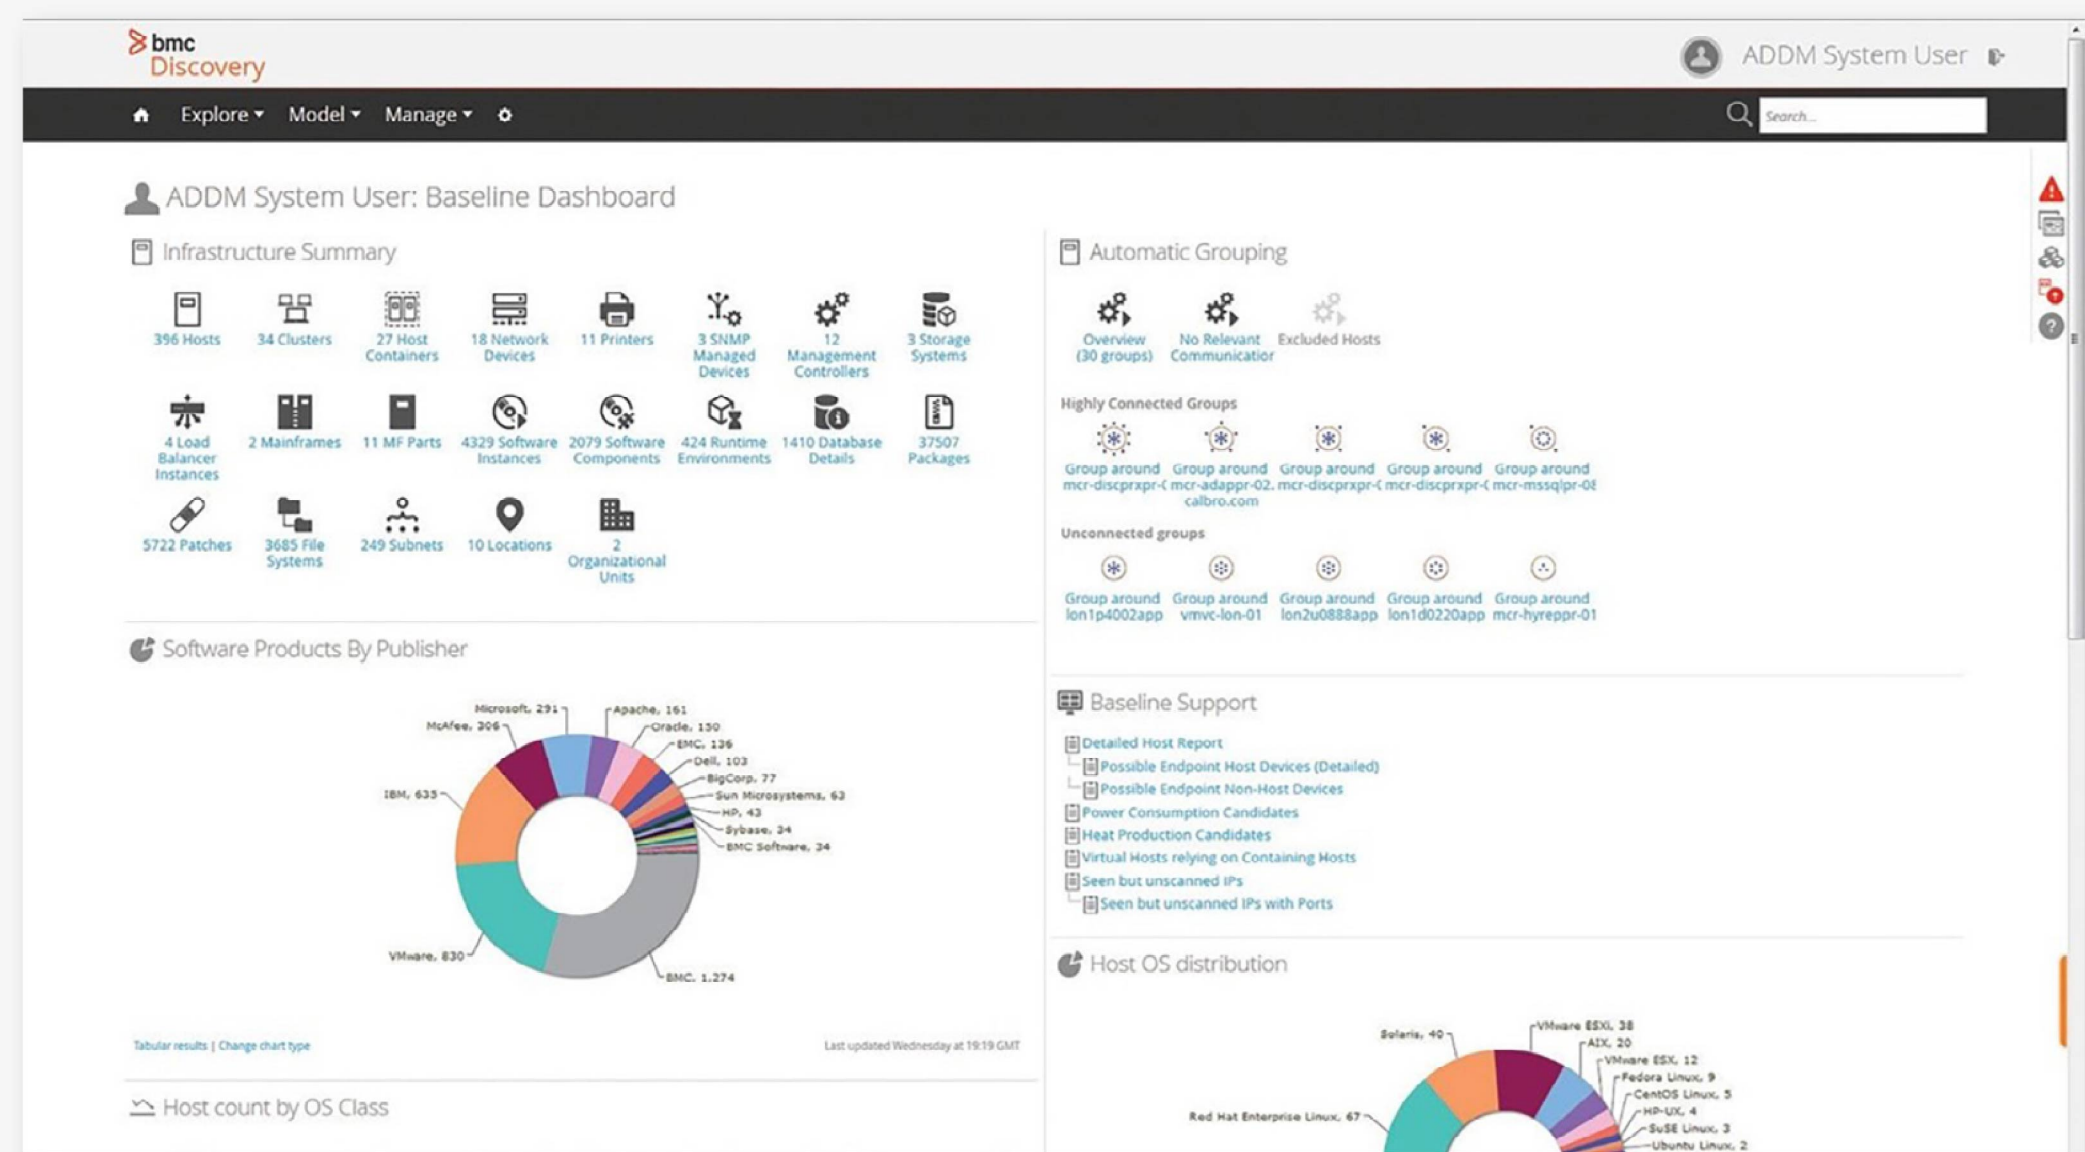 bmc
Discovery
ADDM System User
Explore
Model
Manage
Search...
ADDM System User: Baseline Dashboard
Infrastructure Summary
396 Hosts
34 Clusters
27 Host
Containers
18 Network
Devices
11 Printers
3 SNMP
Managed
Devices
12
Management
Controllers
3 Storage
Systems
4 Load
Balancer
Instances
2 Mainframes
11 MF Parts
4329 Software
Instances
2079 Software
Components
424 Runtime
Environments
1410 Database
Details
37507
Packages
5722 Patches
3685 File
Systems
249 Subnets
10 Locations
2
Organizational
Units
Software Products By Publisher
Microsoft, 291
McAfee, 306
IBM, 635
VMware, 830
Apache, 161
Oracle, 150
EMC, 136
Dell, 103
BigCorp, 77
Sun Microsystems, 63
HP, 43
Sybase, 34
BMC Software, 34
BMC, 1,274
Tabular results | Change chart type
Last updated Wednesday at 19:19 GMT
Host count by OS Class
Automatic Grouping
Overview
(30 groups)
No Relevant
Communication
Excluded Hosts
Highly Connected Groups
Group around
mcr-discprxpr-0
Group around
mcr-adappr-02.
calbro.com
Group around
mcr-discprxpr-0
Group around
mcr-discprxpr-0
Group around
mcr-mssqlpr-08
Unconnected groups
Group around
lon1p4002app
Group around
vmvc-lon-01
Group around
lon2u0888app
Group around
lon1d0220app
Group around
mcr-hyreppr-01
Baseline Support
Detailed Host Report
Possible Endpoint Host Devices (Detailed)
Possible Endpoint Non-Host Devices
Power Consumption Candidates
Heat Production Candidates
Virtual Hosts relying on Containing Hosts
Seen but unscanned IPs
Seen but unscanned IPs with Ports
Host OS distribution
Solaris, 40
Red Hat Enterprise Linux, 67
VMware ESXi, 38
AIX, 20
VMware ESX, 12
Fedora Linux, 9
CentOS Linux, 5
HP-UX, 4
SuSE Linux, 3
Ubuntu Linux, 2